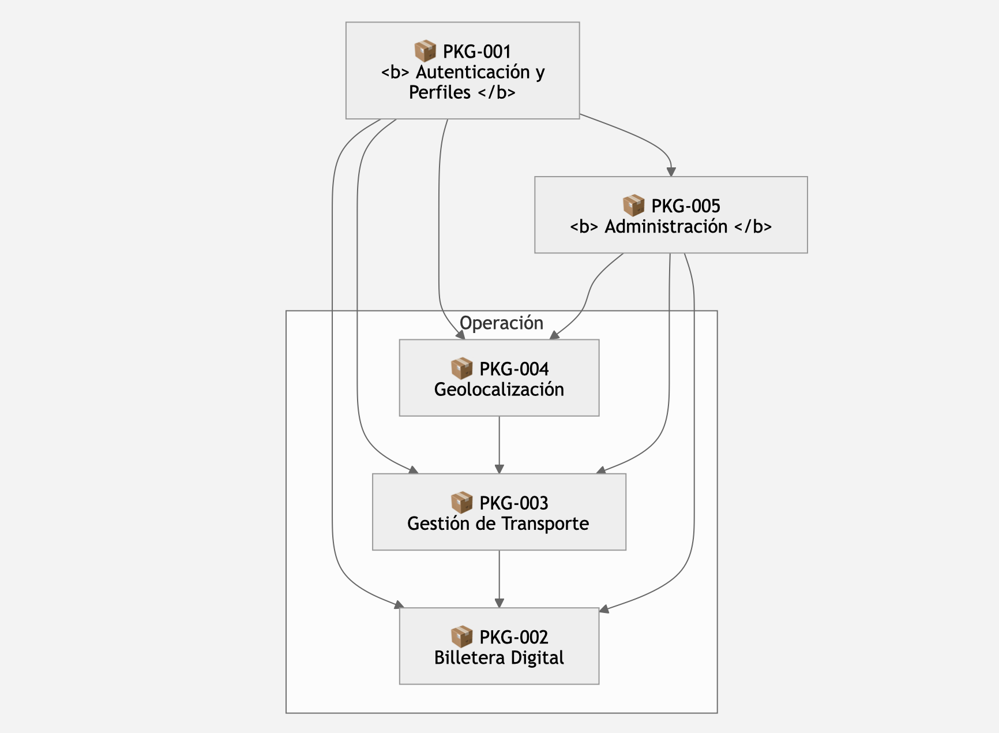 📦 PKG-001
<b> Autenticación y
Perfiles </b>
📦 PKG-005
<b> Administración </b>
Operación
📦 PKG-004
Geolocalización
📦 PKG-003
Gestión de Transporte
📦 PKG-002
Billetera Digital